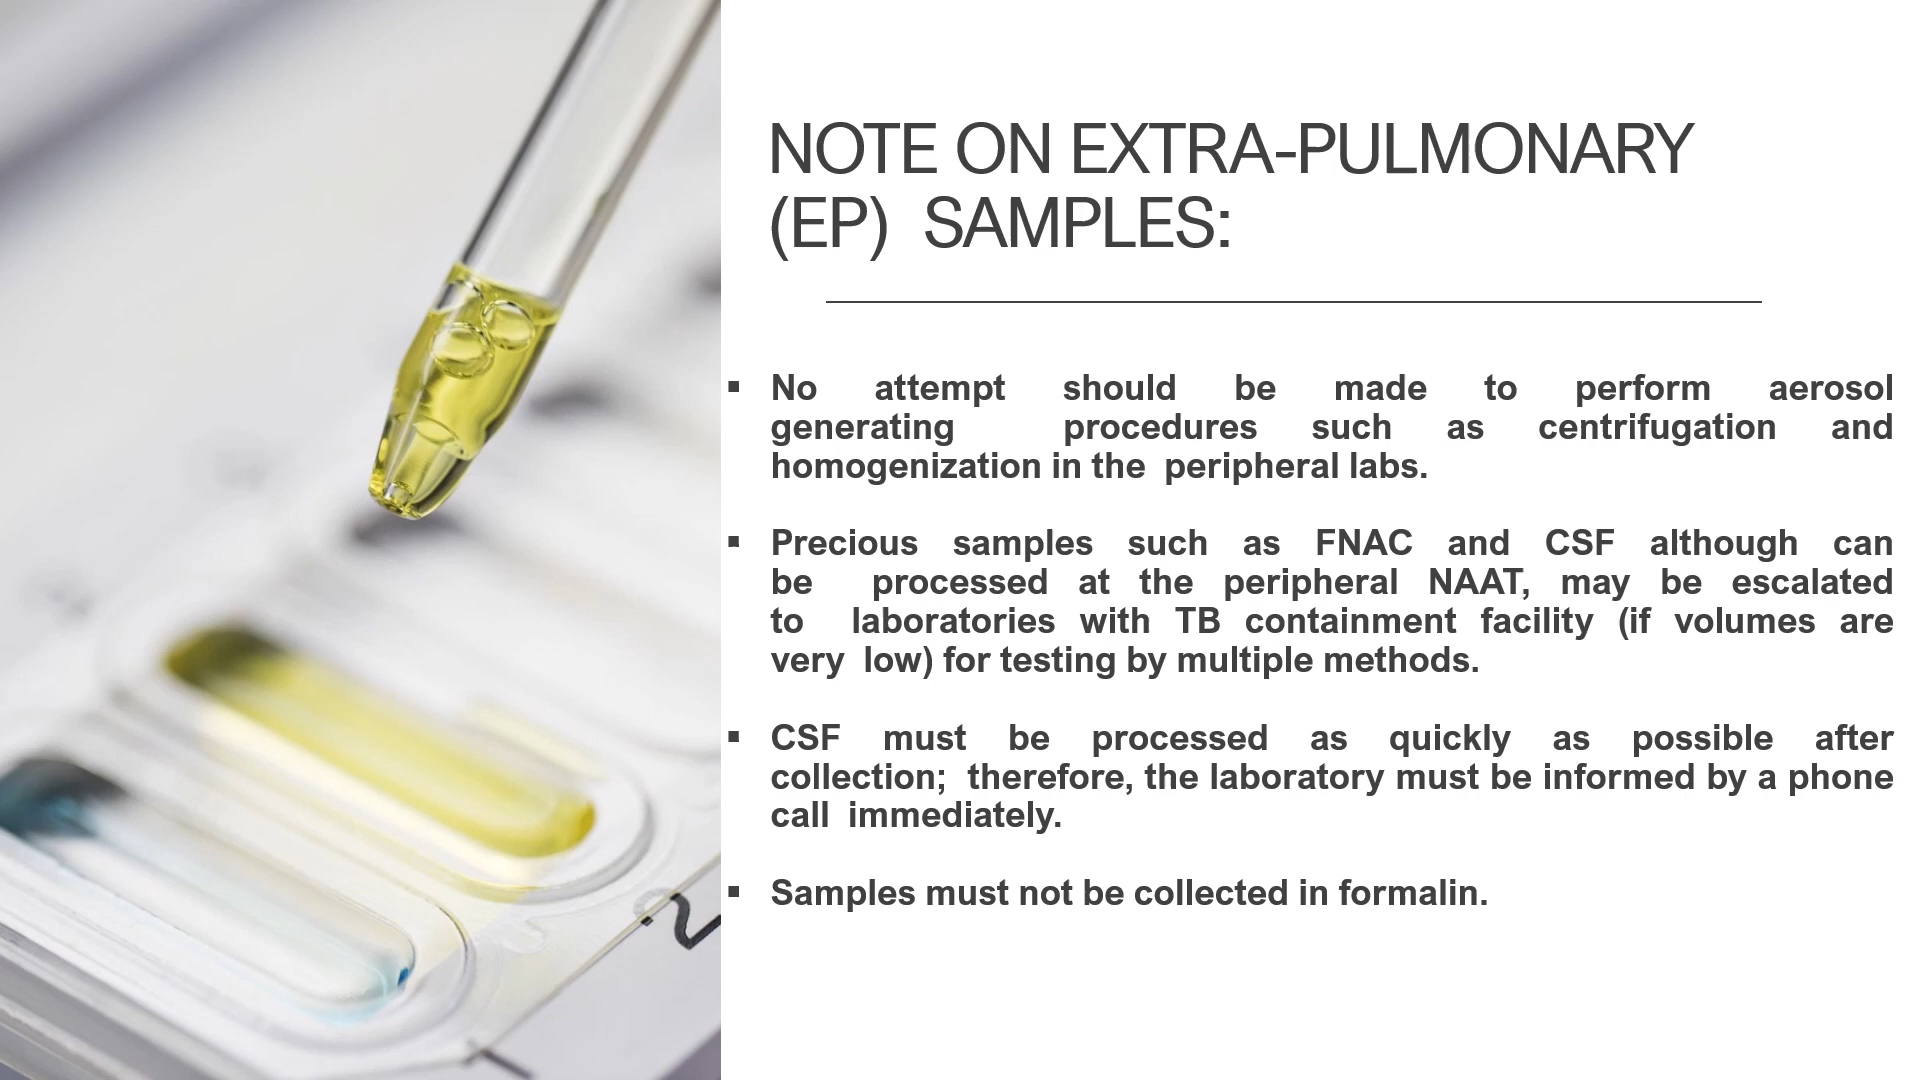 NOTE ON EXTRA-PULMONARY
(EP) SAMPLES:
▪ No attempt should be made to perform aerosol
generating procedures such as centrifugation and
homogenization in the peripheral labs.
▪ Precious samples such as FNAC and CSF although can
be processed at the peripheral NAAT, may be escalated
to laboratories with TB containment facility (if volumes are
very low) for testing by multiple methods.
▪ CSF must be processed as quickly as possible after
collection; therefore, the laboratory must be informed by a phone
call immediately.
▪ Samples must not be collected in formalin.
2